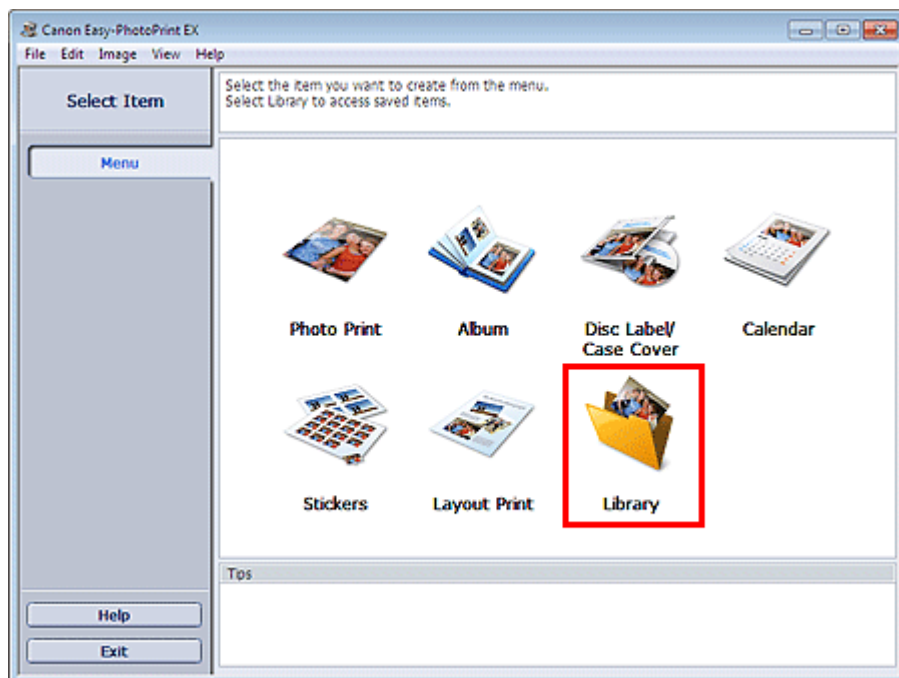 Canon Easy-PhotoPrint EX
File Edit Image View Help
Select Item
Select the item you want to create from the menu.
Select Library to access saved items.
Menu
Photo Print
Album
Disc Label/
Case Cover
Calendar
Stickers
Layout Print
Library
Tips
Help
Exit